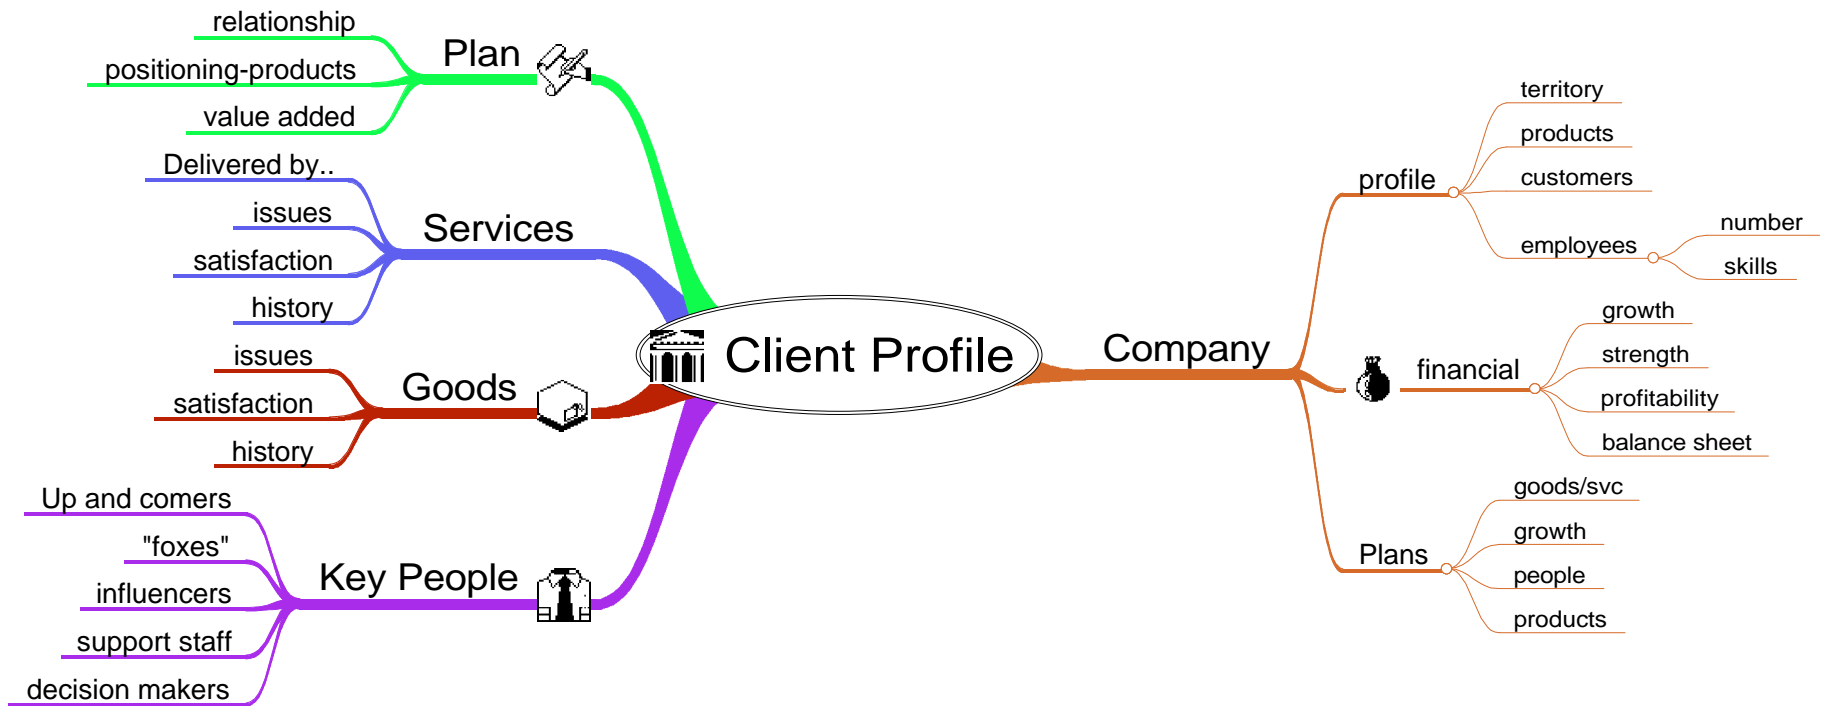 Client Profile
Plan
relationship
positioning-products
value added
Services
Delivered by..
issues
satisfaction
history
Goods
issues
satisfaction
history
Key People
Up and comers
"foxes"
influencers
support staff
decision makers
Company
profile
territory
products
customers
employees
number
skills
financial
growth
strength
profitability
balance sheet
Plans
goods/svc
growth
people
products